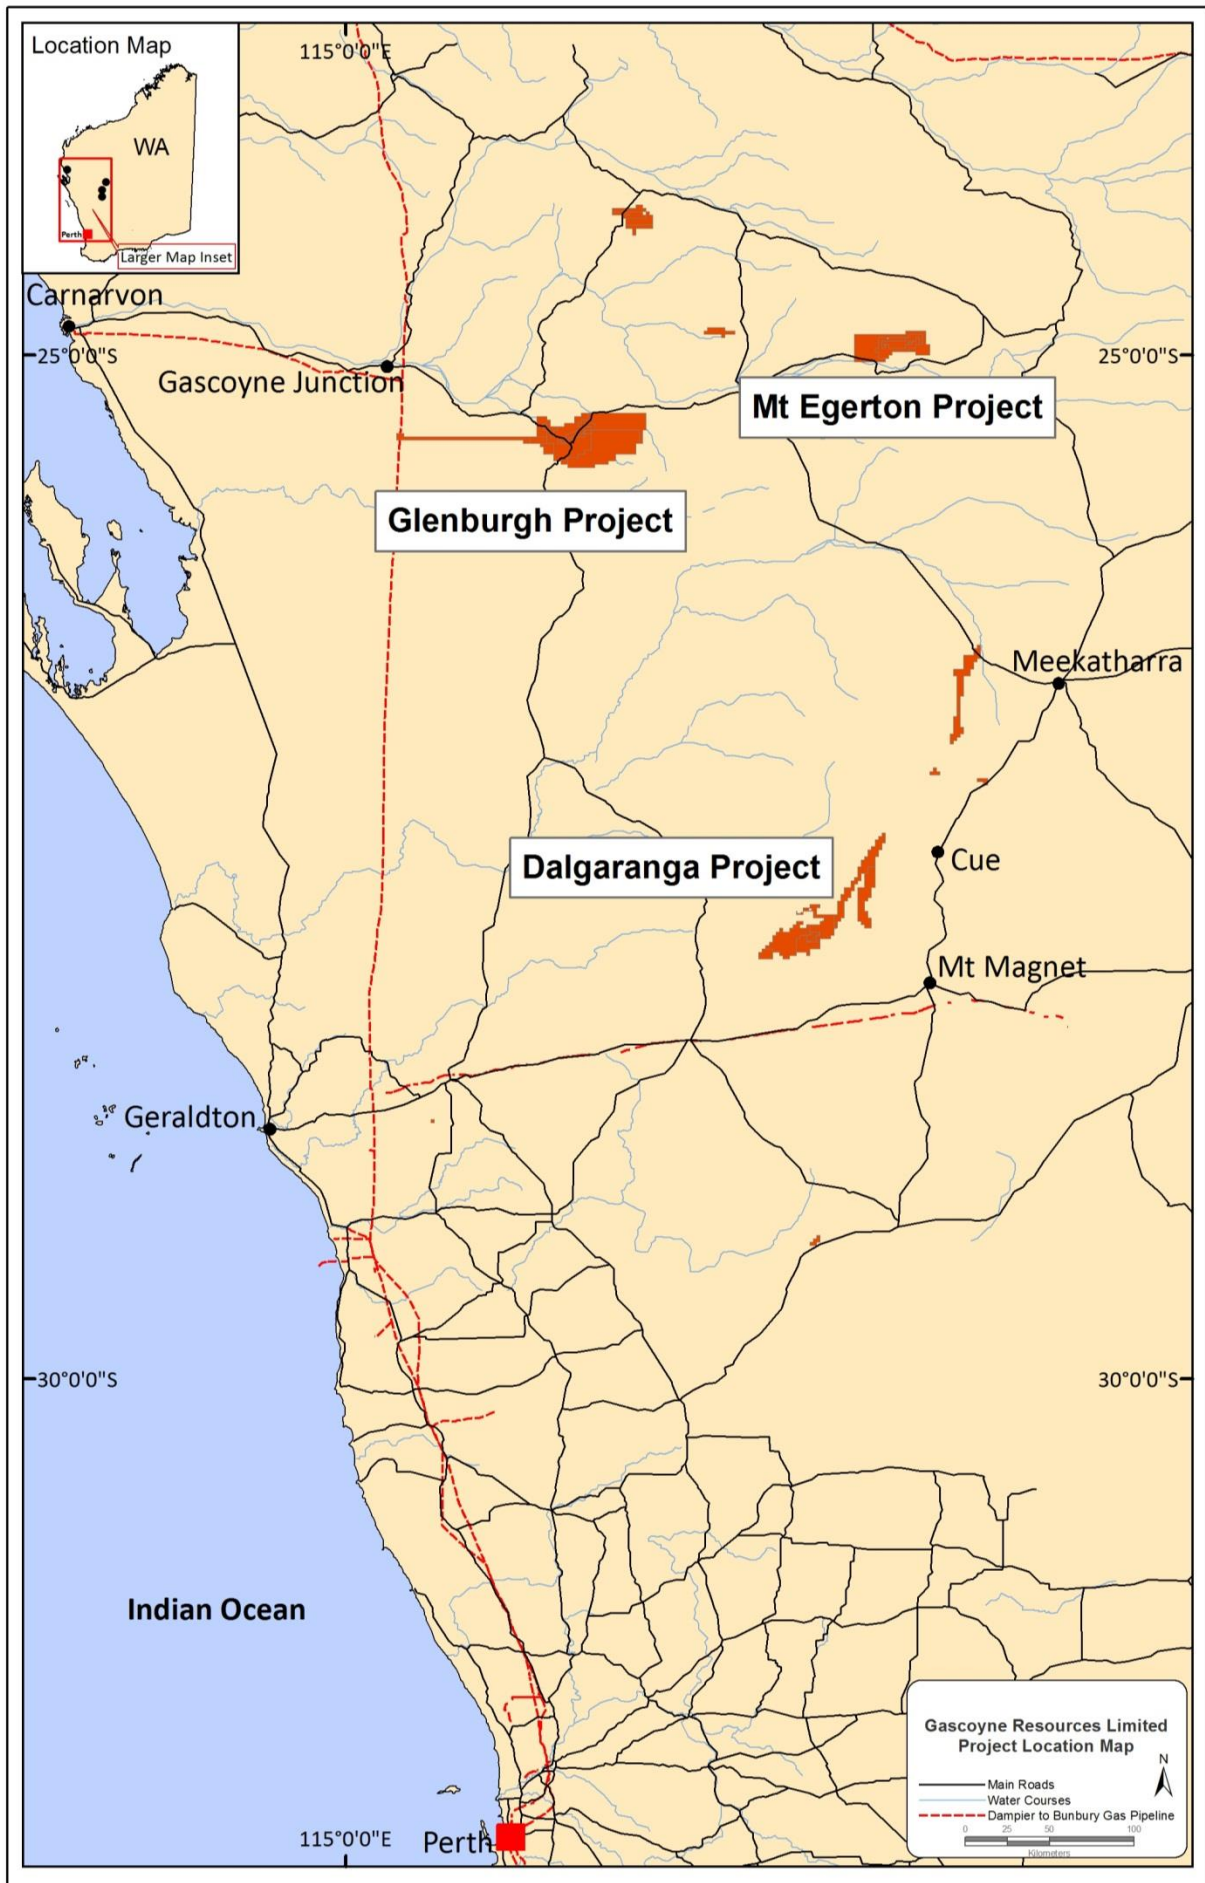 Location Map
WA
Perth
Larger Map Inset
115°0'0"E
Carnarvon
25°0'0"S
25°0'0"S
Gascoyne Junction
Mt Egerton Project
Glenburgh Project
Meekatharra
Dalgaranga Project
Cue
Mt Magnet
Geraldton
30°0'0"S
30°0'0"S
Indian Ocean
Gascoyne Resources Limited
Project Location Map
N
Main Roads
Water Courses
Dampier to Bunbury Gas Pipeline
0 25 50 100
Kilometers
115°0'0"E
Perth